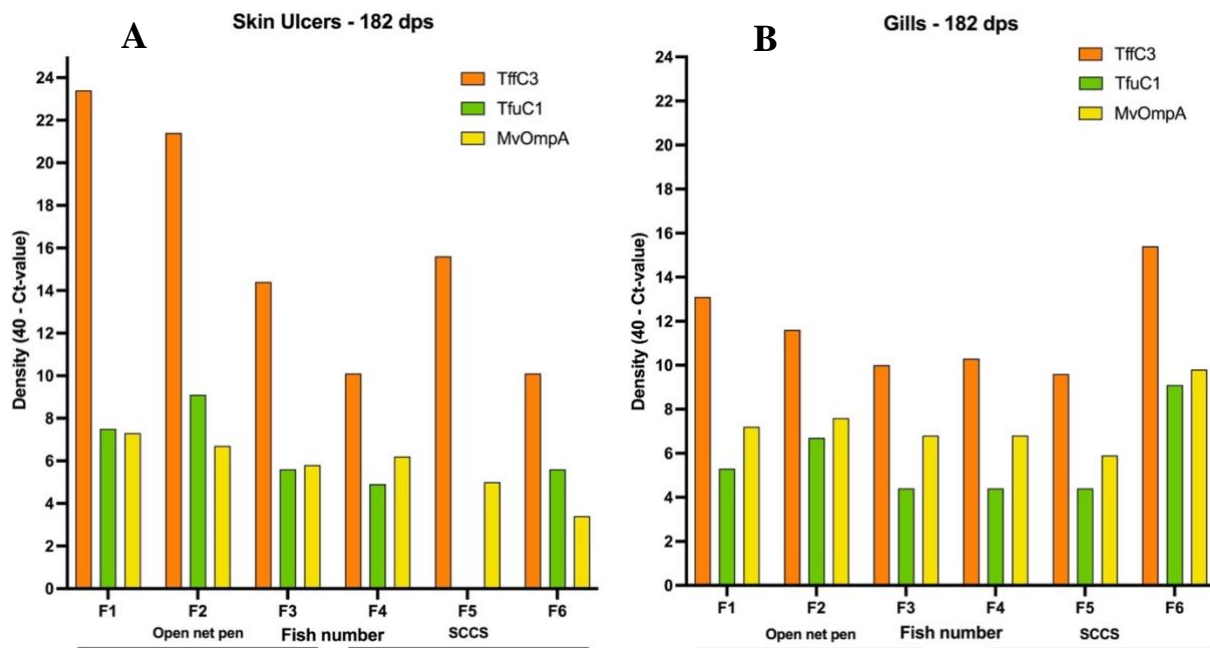 A
Skin Ulcers - 182 dps
TffC3
TfuC1
MvOmpA
Density (40 - Ct-value)
24
22
20
18
16
14
12
10
8
6
4
2
0
F1 F2 F3 F4 F5 F6
Open net pen Fish number SCCS
B
Gills - 182 dps
TffC3
TfuC1
MvOmpA
Density (40 - Ct-value)
24
22
20
18
16
14
12
10
8
6
4
2
0
F1 F2 F3 F4 F5 F6
Open net pen Fish number SCCS